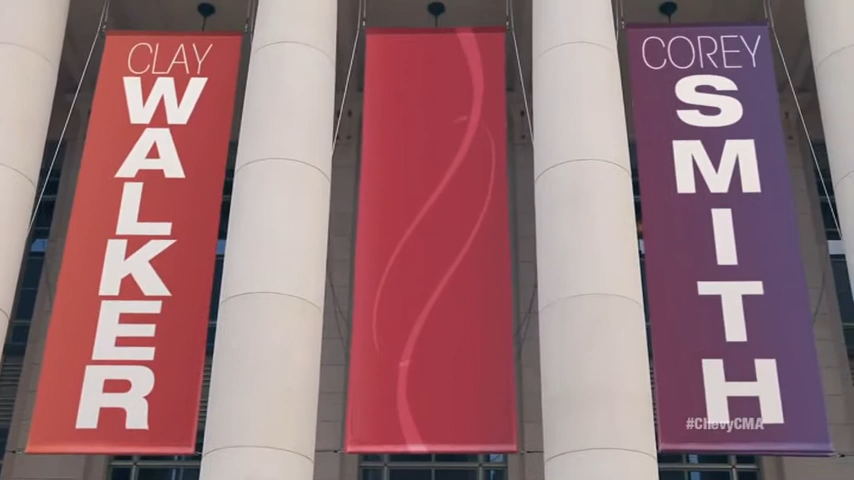 CLAY
WALKER
COREY
SMITH
#ChevyCMA